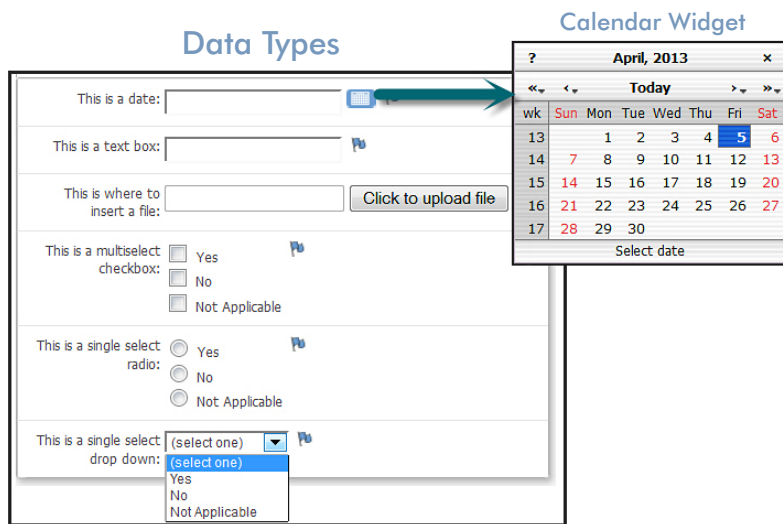 Data Types
This is a date:
This is a text box:
This is where to
insert a file:
Click to upload file
This is a multiselect
checkbox:
Yes
No
Not Applicable
This is a single select
radio:
Yes
No
Not Applicable
This is a single select
drop down:
(select one)
(select one)
Yes
No
Not Applicable
Calendar Widget
? April, 2013 ×
« ‹ Today › »
wk Sun Mon Tue Wed Thu Fri Sat
13 1 2 3 4 5 6
14 7 8 9 10 11 12 13
15 14 15 16 17 18 19 20
16 21 22 23 24 25 26 27
17 28 29 30
Select date